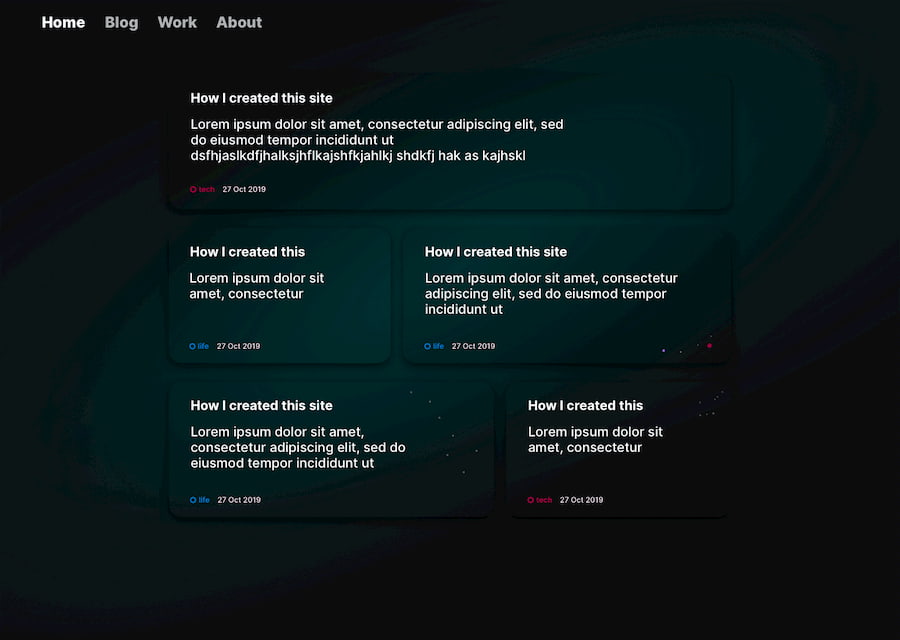 Home Blog Work About
How I created this site
Lorem ipsum dolor sit amet, consectetur adipiscing elit, sed
do eiusmod tempor incididunt ut
dsfhjaslkdfjhalksjhflkajshfkjahlkj shdkfj hak as kajhskl
tech 27 Oct 2019
How I created this
Lorem ipsum dolor sit
amet, consectetur
life 27 Oct 2019
How I created this site
Lorem ipsum dolor sit amet, consectetur
adipiscing elit, sed do eiusmod tempor
incididunt ut
life 27 Oct 2019
How I created this site
Lorem ipsum dolor sit amet,
consectetur adipiscing elit, sed do
eiusmod tempor incididunt ut
life 27 Oct 2019
How I created this
Lorem ipsum dolor sit
amet, consectetur
tech 27 Oct 2019